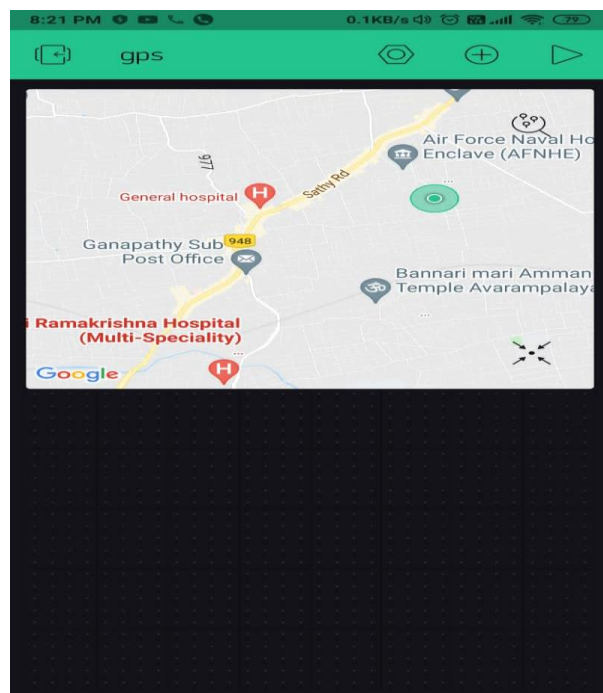 8:21 PM
0.1KB/s
79
gps
Air Force Naval Ho
Enclave (AFNHE)
977
Sathy Rd
General hospital
H
948
Ganapathy Sub
Post Office
Bannari mari Amman
Temple Avarampalaya
i Ramakrishna Hospital
(Multi-Speciality)
H
Google